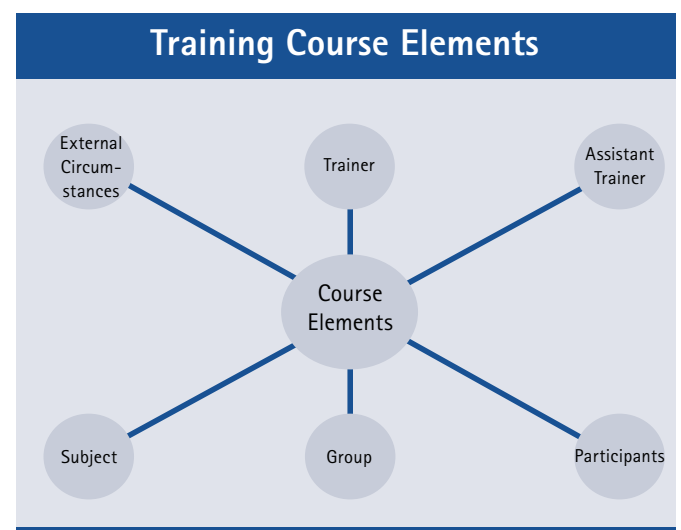 Training Course Elements
External
Circum-
stances
Trainer
Assistant
Trainer
Course
Elements
Subject
Group
Participants